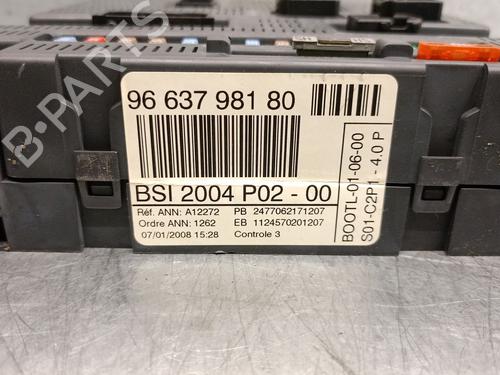 96 637 981 80
BSI 2004 P02 - 00
Réf. ANN: A12272 PB 2477062171207
Ordre ANN: 1262 EB 1124570201207
07/01/2008 15:28 Controle 3
BOOTL-01-06-00
S01-C2P1 - 4.0 P
B-PARTS